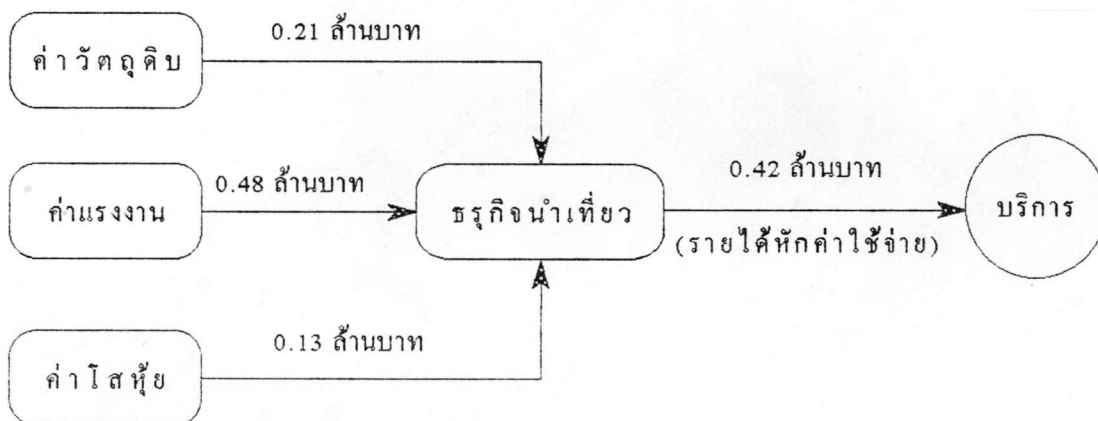 0.21 ล้านบาท
ค่าวัตถุดิบ
0.48 ล้านบาท
ค่าแรงงาน
ธรุกิจนำเที่ยว
0.42 ล้านบาท
(รายได้หักค่าใช้จ่าย)
บริการ
0.13 ล้านบาท
ค่าโสหุ้ย